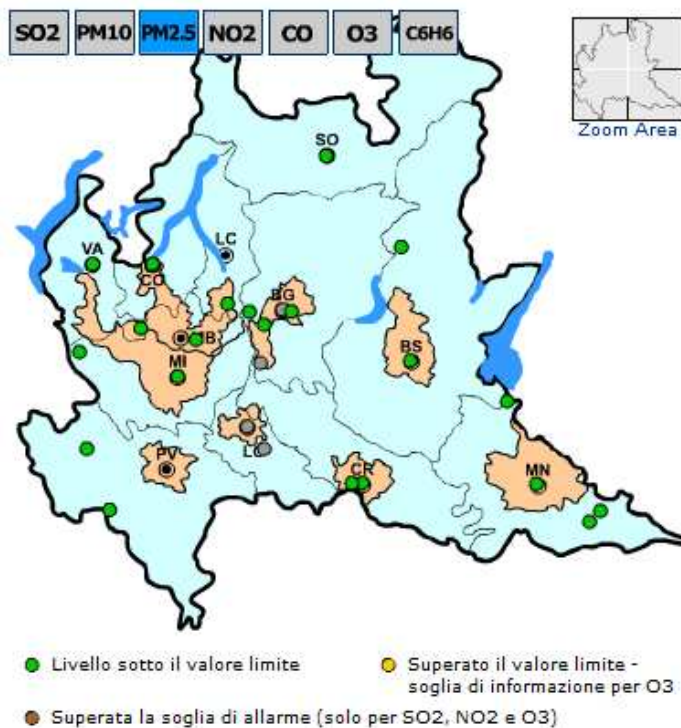 SO2 PM10 PM2.5 NO2 CO O3 C6H6
Zoom Area
SO
LC
VA
CO
BG
MI
BS
PV
CR
MN
Livello sotto il valore limite
Superato il valore limite -
soglia di informazione per O3
Superata la soglia di allarme (solo per SO2, NO2 e O3)